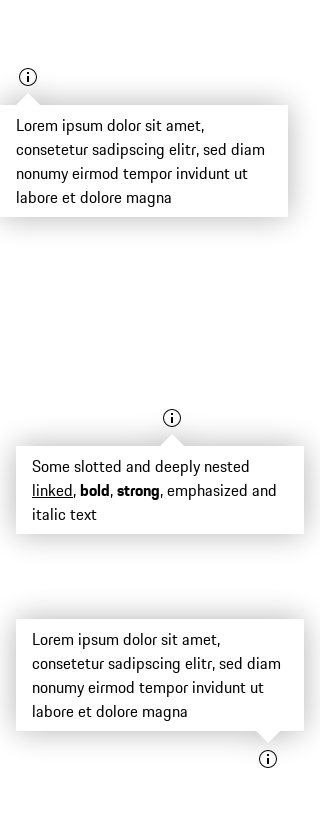 Lorem ipsum dolor sit amet,
consetetur sadipscing elitr, sed diam
nonumy eirmod tempor invidunt ut
labore et dolore magna
Some slotted and deeply nested
linked, bold, strong, emphasized and
italic text
Lorem ipsum dolor sit amet,
consetetur sadipscing elitr, sed diam
nonumy eirmod tempor invidunt ut
labore et dolore magna